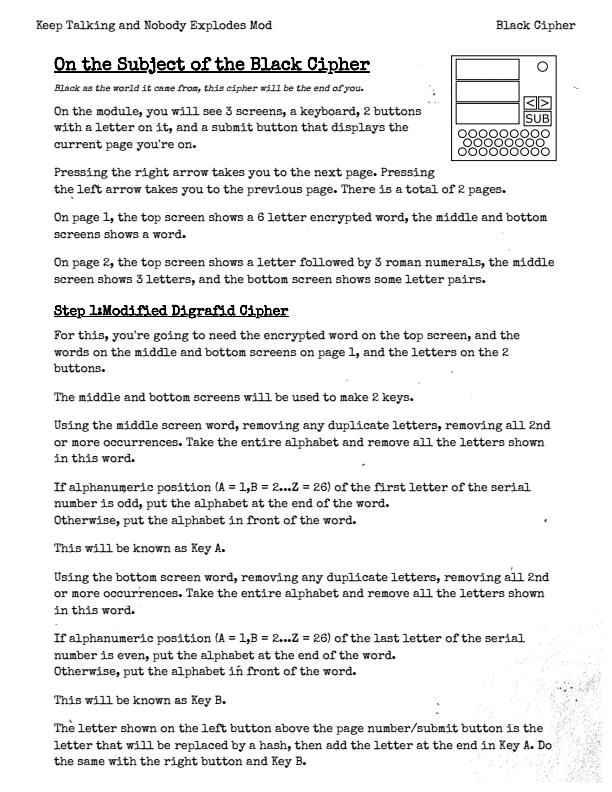 Keep Talking and Nobody Explodes Mod
Black Cipher
On the Subject of the Black Cipher
Black as the world it came from, this cipher will be the end of you.
On the module, you will see 3 screens, a keyboard, 2 buttons
with a letter on it, and a submit button that displays the
current page you're on.
< >
SUB
Pressing the right arrow takes you to the next page. Pressing
the left arrow takes you to the previous page. There is a total of 2 pages.
On page 1, the top screen shows a 6 letter encrypted word, the middle and bottom
screens shows a word.
On page 2, the top screen shows a letter followed by 3 roman numerals, the middle
screen shows 3 letters, and the bottom screen shows some letter pairs.
Step 1:Modified Digrafid Cipher
For this, you're going to need the encrypted word on the top screen, and the
words on the middle and bottom screens on page 1, and the letters on the 2
buttons.
The middle and bottom screens will be used to make 2 keys.
Using the middle screen word, removing any duplicate letters, removing all 2nd
or more occurrences. Take the entire alphabet and remove all the letters shown
in this word.
If alphanumeric position (A = 1,B = 2...Z = 26) of the first letter of the serial
number is odd, put the alphabet at the end of the word.
Otherwise, put the alphabet in front of the word.
This will be known as Key A.
Using the bottom screen word, removing any duplicate letters, removing all 2nd
or more occurrences. Take the entire alphabet and remove all the letters shown
in this word.
If alphanumeric position (A = 1,B = 2...Z = 26) of the last letter of the serial
number is even, put the alphabet at the end of the word.
Otherwise, put the alphabet in front of the word.
This will be known as Key B.
The letter shown on the left button above the page number/submit button is the
letter that will be replaced by a hash, then add the letter at the end in Key A. Do
the same with the right button and Key B.